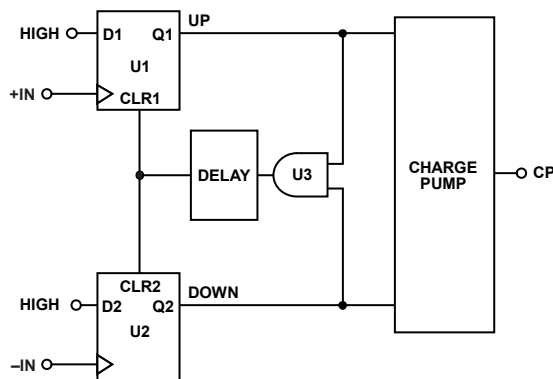 UP
HIGH
D1
Q1
U1
+IN
CLR1
DELAY
U3
CHARGE
PUMP
CP
CLR2
DOWN
HIGH
D2
Q2
U2
–IN